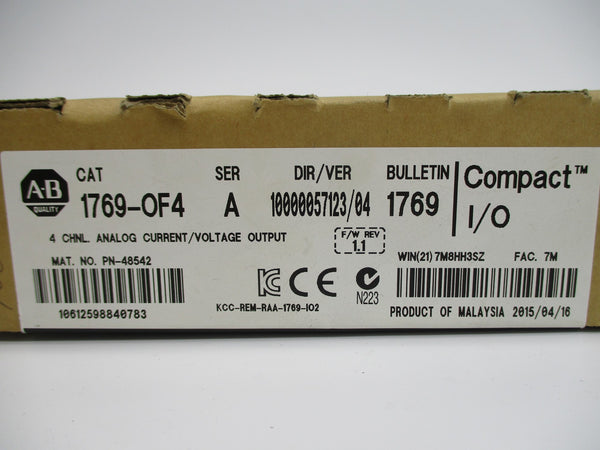 A-B
QUALITY
CAT SER DIR/VER BULLETIN Compact™
1769-OF4 A 10000057123/04 1769 I/O
4 CHNL. ANALOG CURRENT/VOLTAGE OUTPUT
F/W REV
1.1
MAT. NO. PN-48542
WIN(21) 7M8HH3SZ FAC. 7M
10612598840783
KCC-REM-RAA-1769-IO2
N223
PRODUCT OF MALAYSIA 2015/04/16